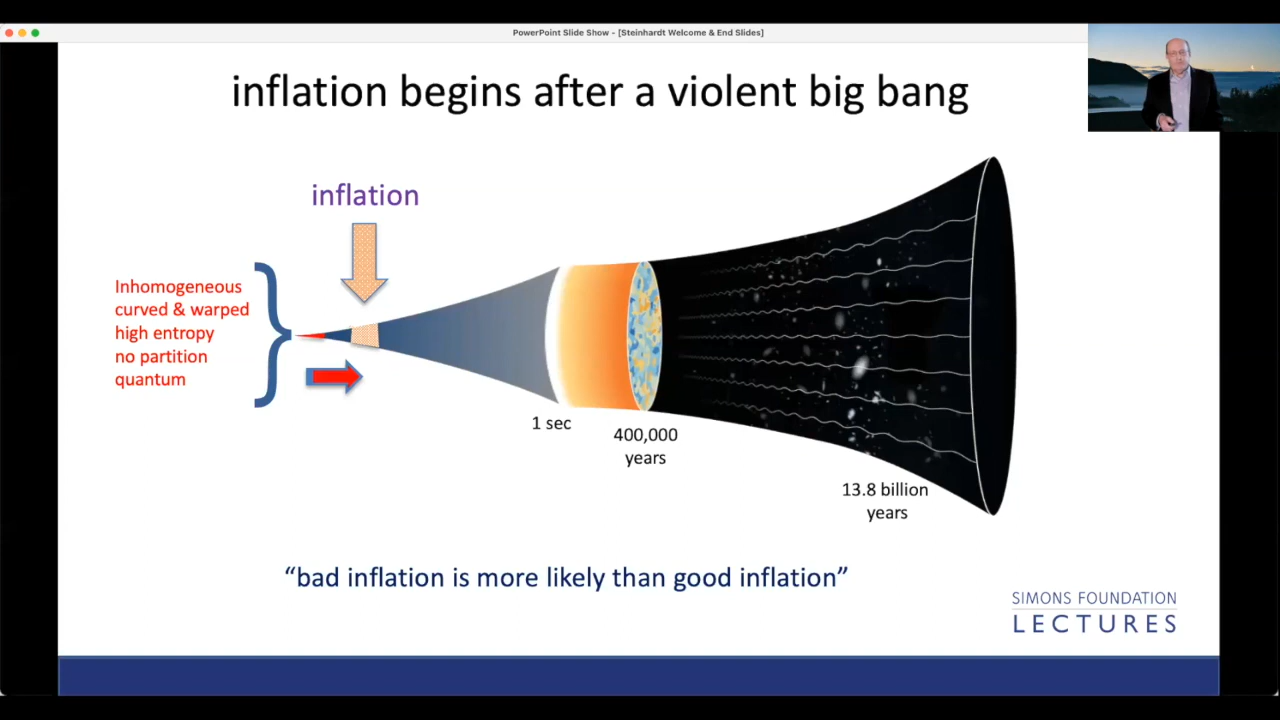 PowerPoint Slide Show - [Steinhardt Welcome & End Slides]
inflation begins after a violent big bang
inflation
Inhomogeneous
curved & warped
high entropy
no partition
quantum
1 sec
400,000
years
13.8 billion
years
“bad inflation is more likely than good inflation”
SIMONS FOUNDATION
LECTURES